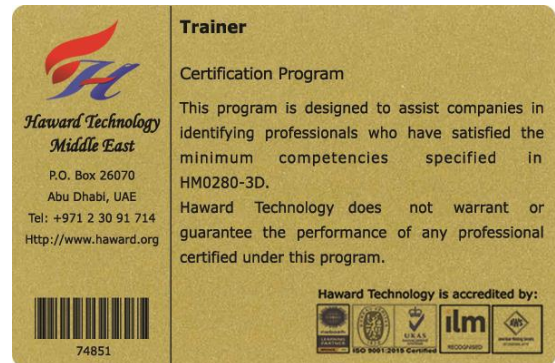 Haward Technology
Middle East
P.O. Box 26070
Abu Dhabi, UAE
Tel: +971 2 30 91 714
Http://www.haward.org
74851
Trainer
Certification Program
This program is designed to assist companies in
identifying professionals who have satisfied the
minimum competencies specified in
HM0280-3D.
Haward Technology does not warrant or
guarantee the performance of any professional
certified under this program.
Haward Technology is accredited by:
UKAS
ISO 9001:2015 Certified
ilm
RECOGNISED
AWS